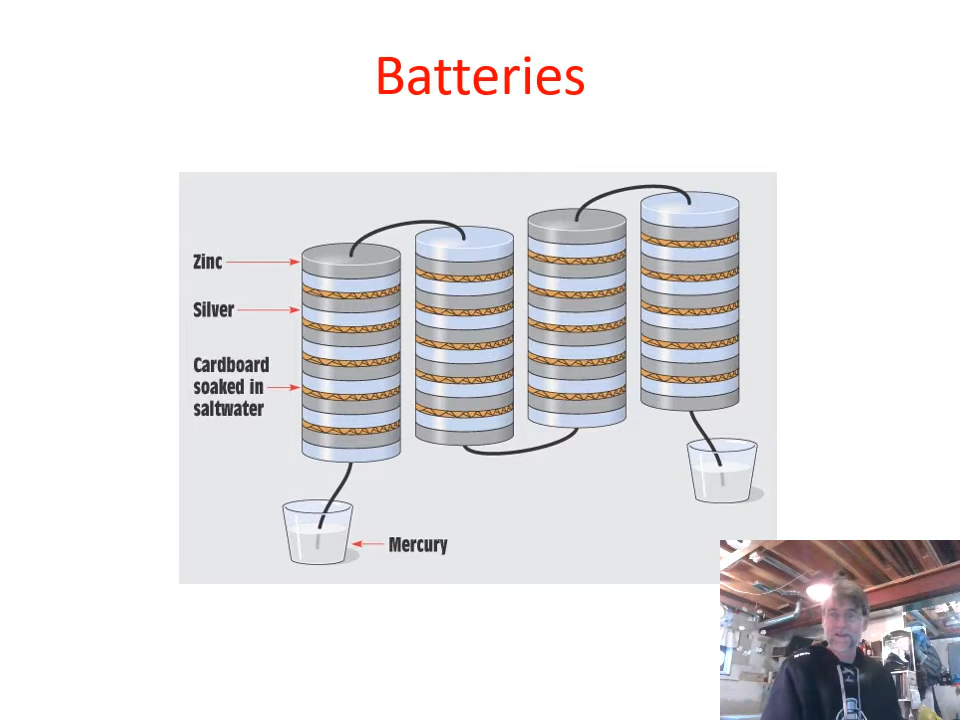 Batteries
Zinc
Silver
Cardboard
soaked in
saltwater
Mercury